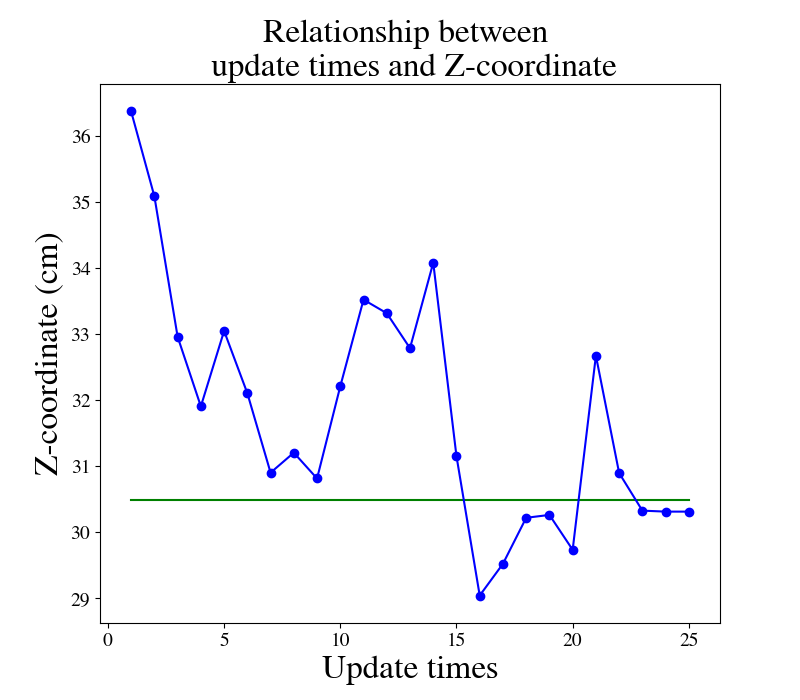 Relationship between
update times and Z-coordinate
Z-coordinate (cm)
36
35
34
33
32
31
30
29
0 5 10 15 20 25
Update times